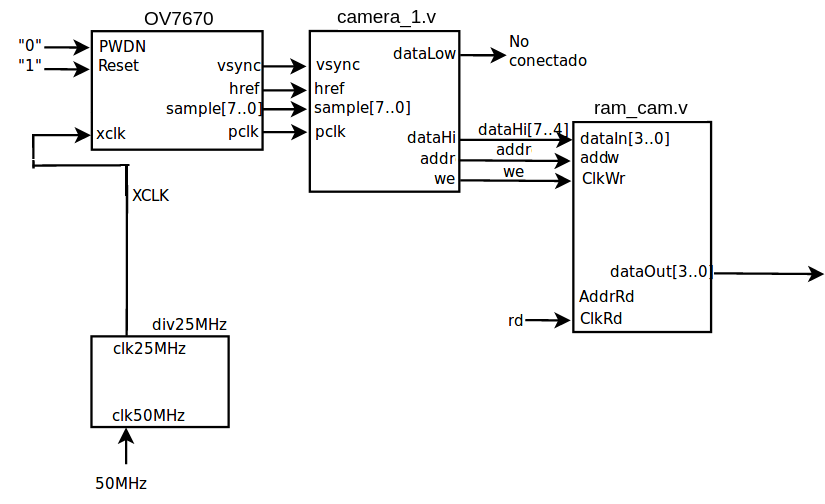 OV7670
camera_1.v
"0"
PWDN
"1"
Reset
vsync
href
sample[7..0]
xclk
pclk
vsync
href
sample[7..0]
pclk
dataLow
No
conectado
dataHi
addr
we
dataHi[7..4]
addr
we
ram_cam.v
dataIn[3..0]
addw
ClkWr
dataOut[3..0]
AddrRd
rd
ClkRd
XCLK
div25MHz
clk25MHz
clk50MHz
50MHz